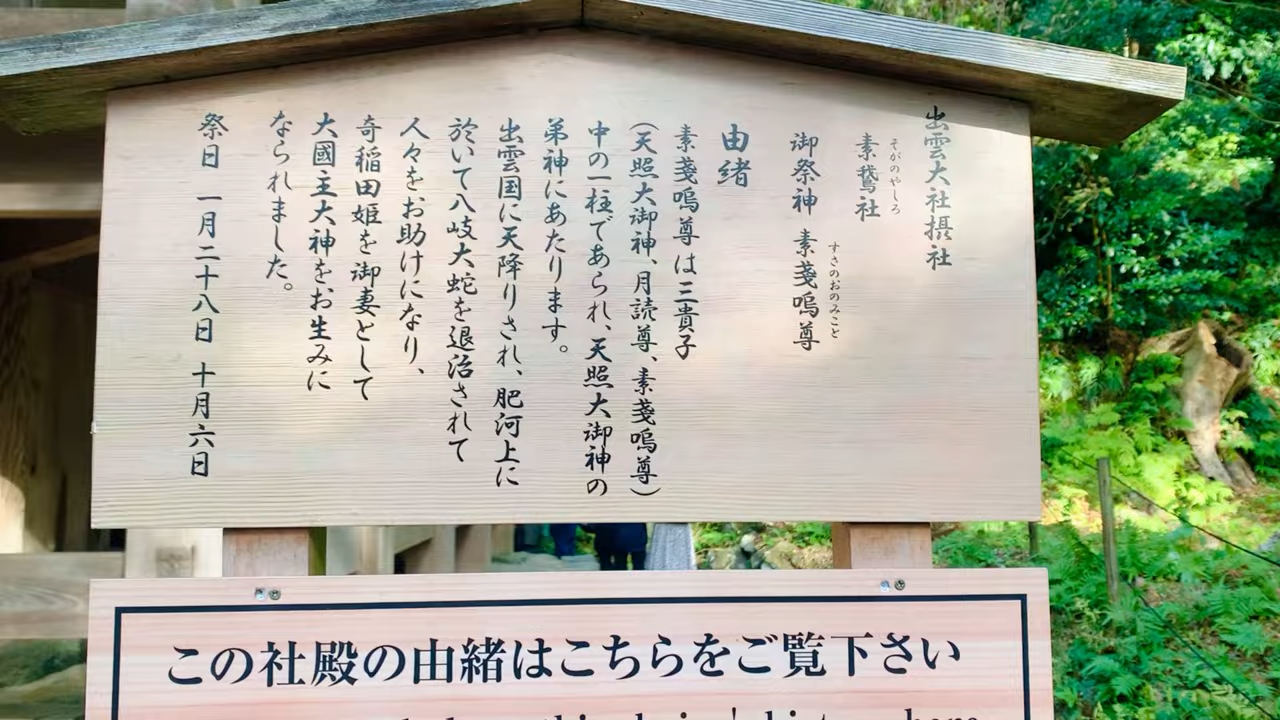 出雲大社摂社
そがのやしろ
素鵞社
御祭神 素戔嗚尊
すさのおのみこと
由緒
素戔嗚尊は三貴子
(天照大御神、月読尊、素戔嗚尊)
中の一柱であられ、天照大御神の
弟神にあたります。
出雲国に天降りされ、肥河上に
於いて八岐大蛇を退治されて
人々をお助けになり、
奇稲田姫を御妻として
大國主大神をお生みに
なられました。
祭日 一月二十八日 十月六日
この社殿の由緒はこちらをご覧下さい